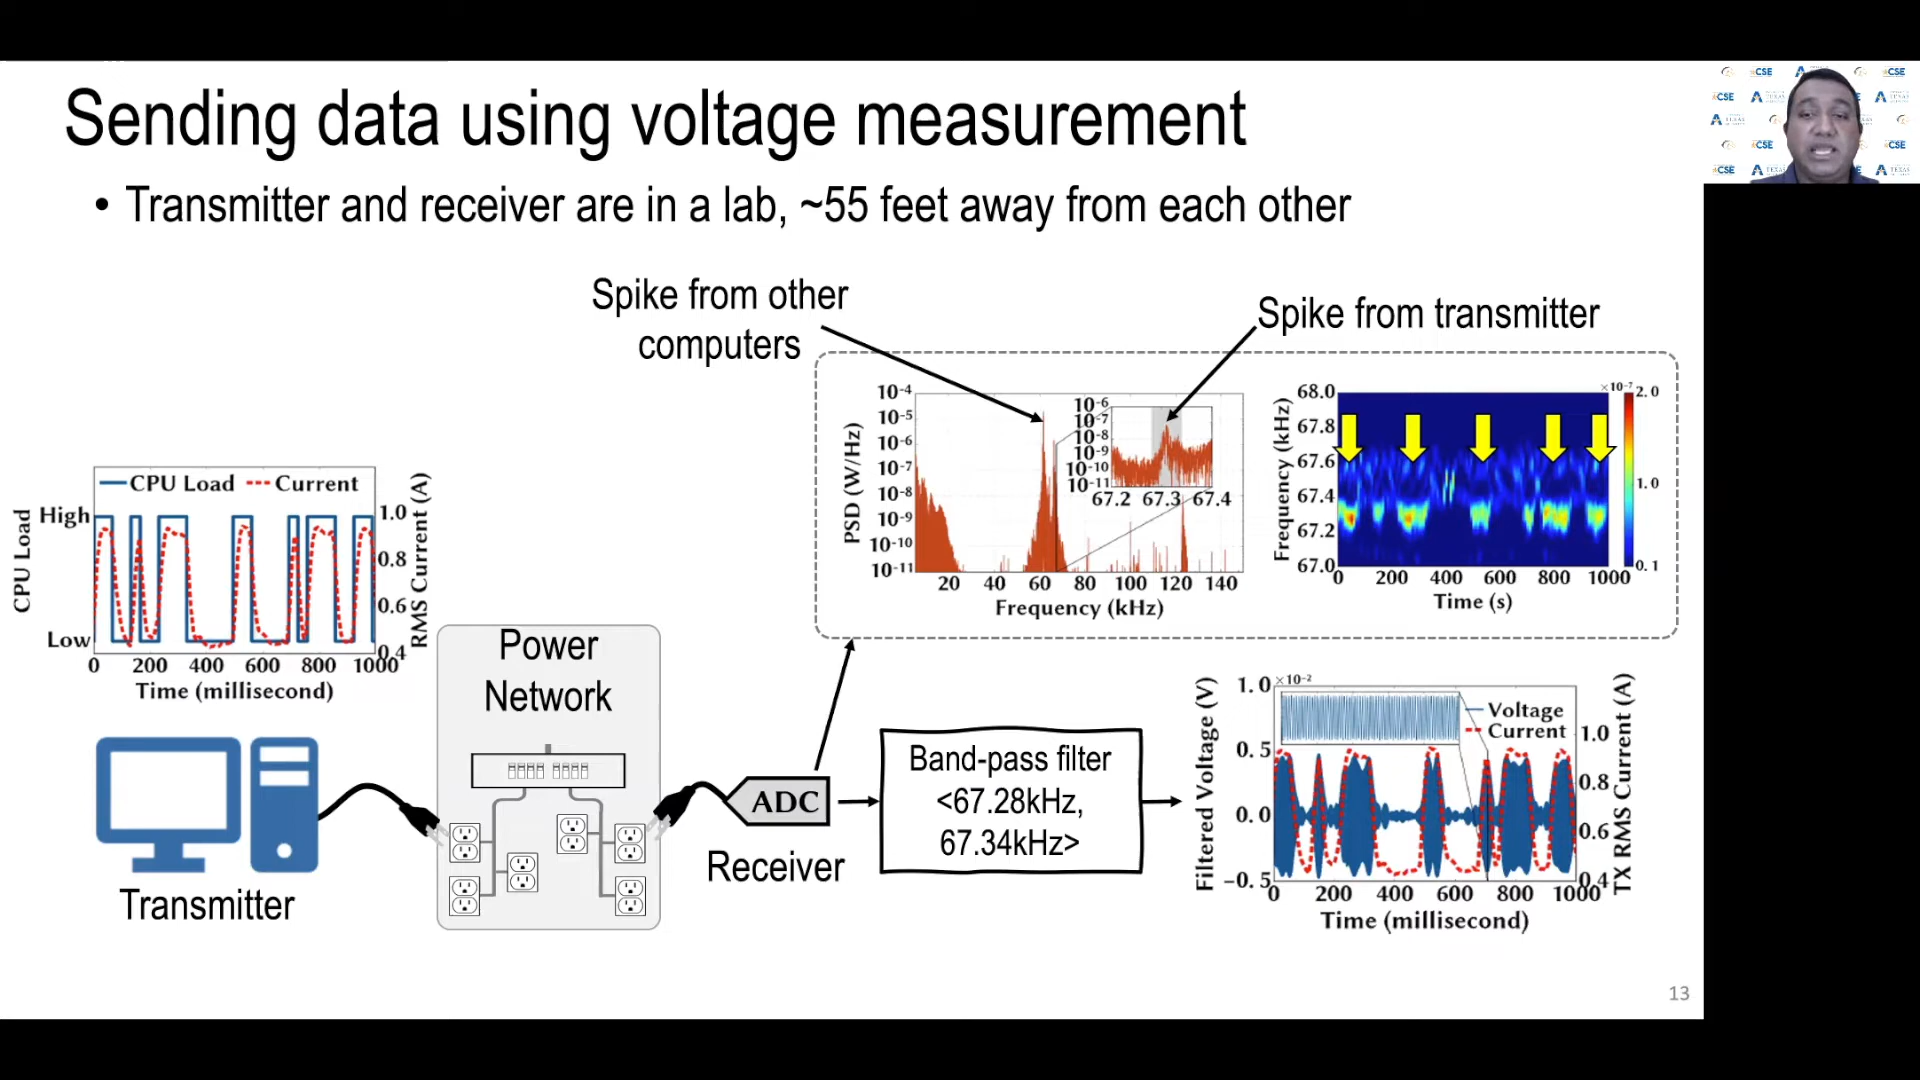 Sending data using voltage measurement
• Transmitter and receiver are in a lab, ~55 feet away from each other
Spike from other
computers
Spike from transmitter
CPU Load
Current
High
Low
CPU Load
1.0
0.8
0.6
0.4
RMS Current (A)
0 200 400 600 800 1000
Time (millisecond)
Transmitter
Power
Network
ADC
Receiver
PSD (W/Hz)
10-4
10-5
10-6
10-7
10-8
10-9
10-10
10-11
20 40 60 80 100 120 140
Frequency (kHz)
10-6
10-7
10-8
10-9
10-10
10-11
67.2 67.3 67.4
Frequency (kHz)
68.0
67.8
67.6
67.4
67.2
67.0
0 200 400 600 800 1000
Time (s)
×10-7
2.0
1.0
0.1
Band-pass filter
<67.28kHz,
67.34kHz>
Filtered Voltage (V)
×10-2
1.0
0.5
0.0
−0.5
Voltage
Current
1.0
0.8
0.6
0.4
TX RMS Current (A)
0 200 400 600 800 1000
Time (millisecond)
13
CSE
CSE
CSE
CSE
CSE
CSE